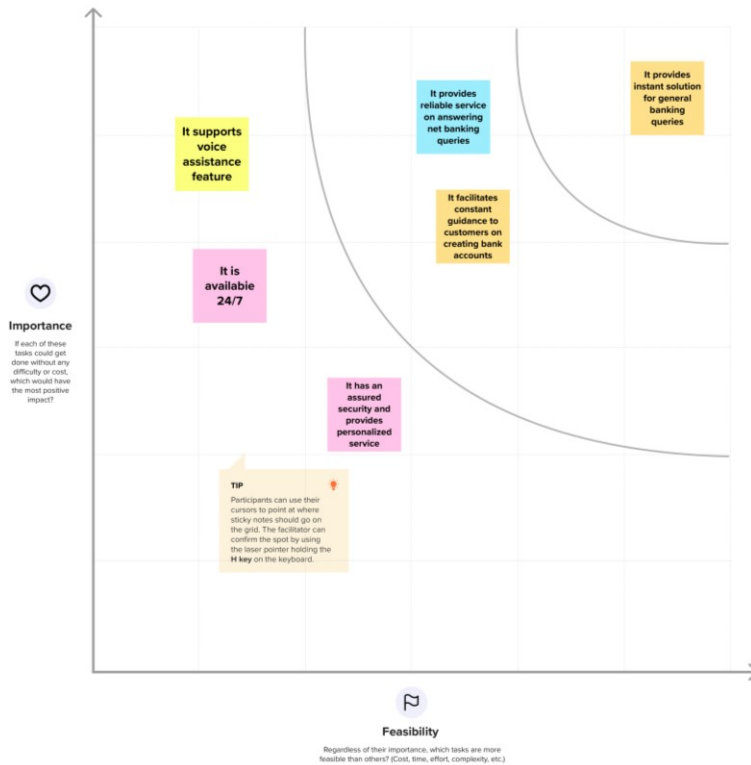 It provides
instant solution
for general
banking
queries
It provides
reliable service
on answering
net banking
queries
It supports
voice
assistance
feature
It facilitates
constant
guidance to
customers on
creating bank
accounts
It is
available
24/7
Importance
If each of these
tasks could get
done without any
difficulty or cost,
which would have
the most positive
impact?
It has an
assured
security and
provides
personalized
service
TIP
Participants can use their
cursors to point at where
sticky notes should go on
the grid. The facilitator can
confirm the spot by using
the laser pointer holding the
H key on the keyboard.
Feasibility
Regardless of their importance, which tasks are more
feasible than others? (Cost, time, effort, complexity, etc.)